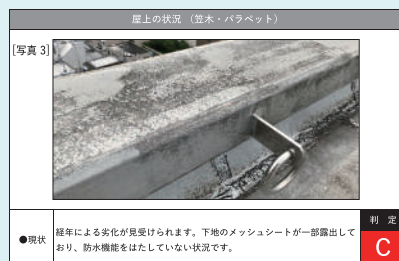 屋上の状況 （笠木・パラペット）
[写真 3]
●現状
経年による劣化が見受けられます。下地のメッシュシートが一部露出して
おり、防水機能をはたしていない状況です。
判 定
C